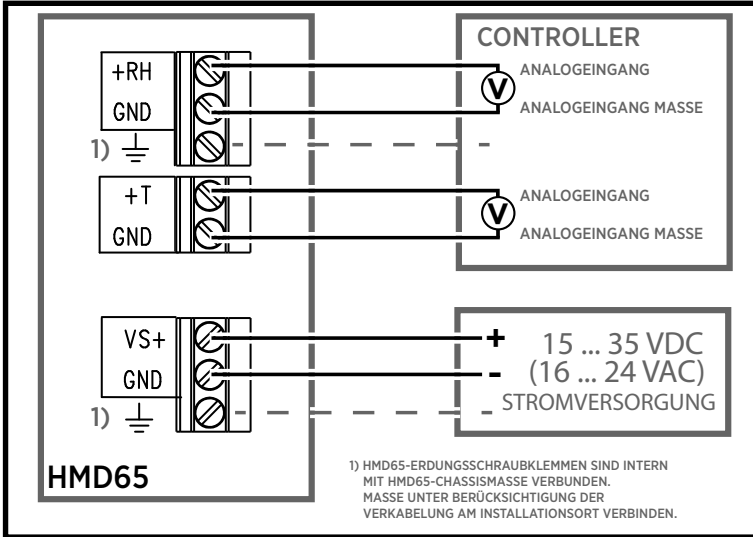 CONTROLLER
+RH
ANALOGEINGANG
V
GND
ANALOGEINGANG MASSE
1)
+T
ANALOGEINGANG
V
GND
ANALOGEINGANG MASSE
VS+
+
15 ... 35 VDC
GND
-
(16 ... 24 VAC)
1)
STROMVERSORGUNG
HMD65
1) HMD65-ERDUNGSSCHRAUBKLEMMEN SIND INTERN
MIT HMD65-CHASSISMASSE VERBUNDEN.
MASSE UNTER BERÜCKSICHTIGUNG DER
VERKABELUNG AM INSTALLATIONSORT VERBINDEN.